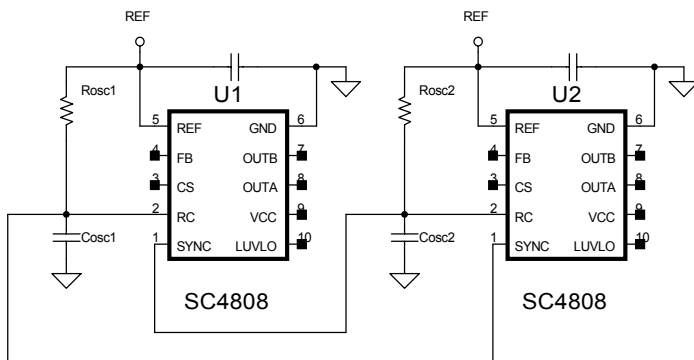 REF
REF
Rosc1
U1
Rosc2
U2
5 REF GND 6
5 REF GND 6
4 FB OUTB 7
4 FB OUTB 7
3 CS OUTA 8
3 CS OUTA 8
2 RC VCC 9
2 RC VCC 9
Cosc1
1 SYNC LUVLO 10
Cosc2
1 SYNC LUVLO 10
SC4808
SC4808